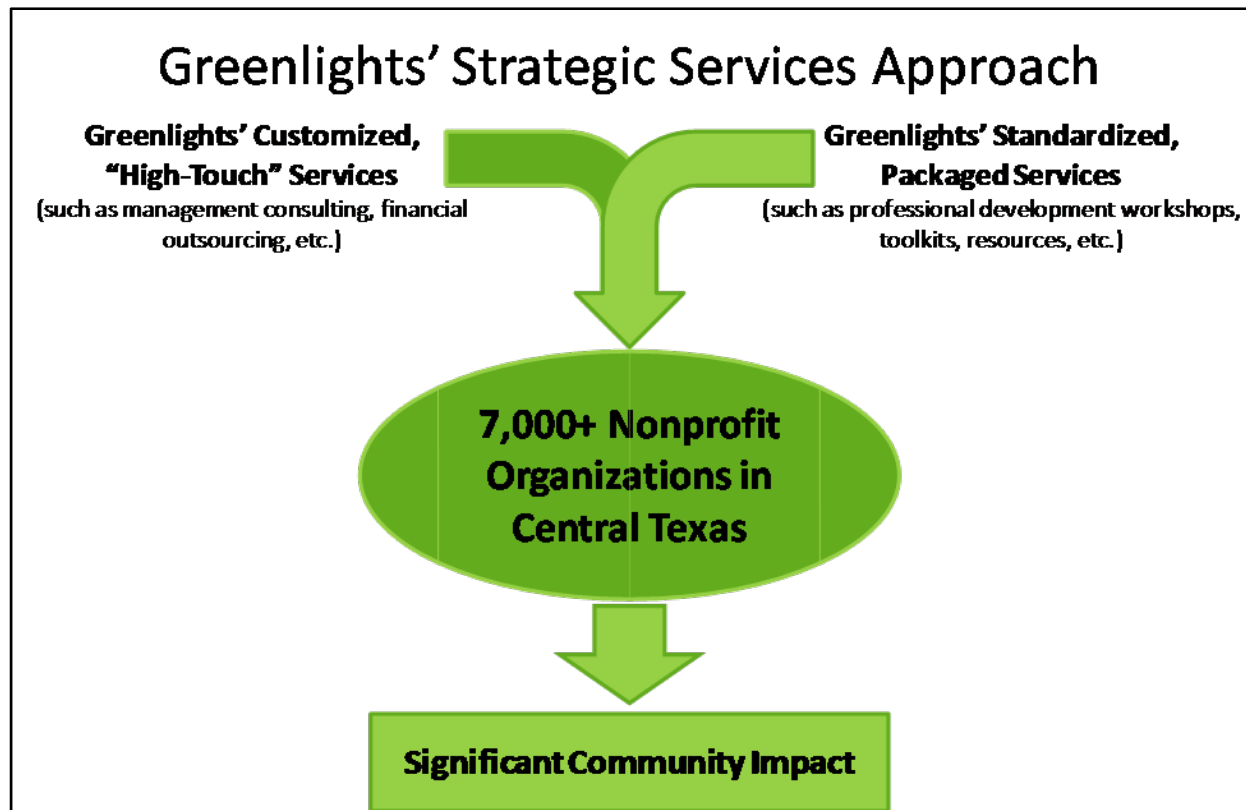 Greenlights’ Strategic Services Approach
Greenlights’ Customized,
“High-Touch” Services
(such as management consulting, financial
outsourcing, etc.)
Greenlights’ Standardized,
Packaged Services
(such as professional development workshops,
toolkits, resources, etc.)
7,000+ Nonprofit
Organizations in
Central Texas
Significant Community Impact